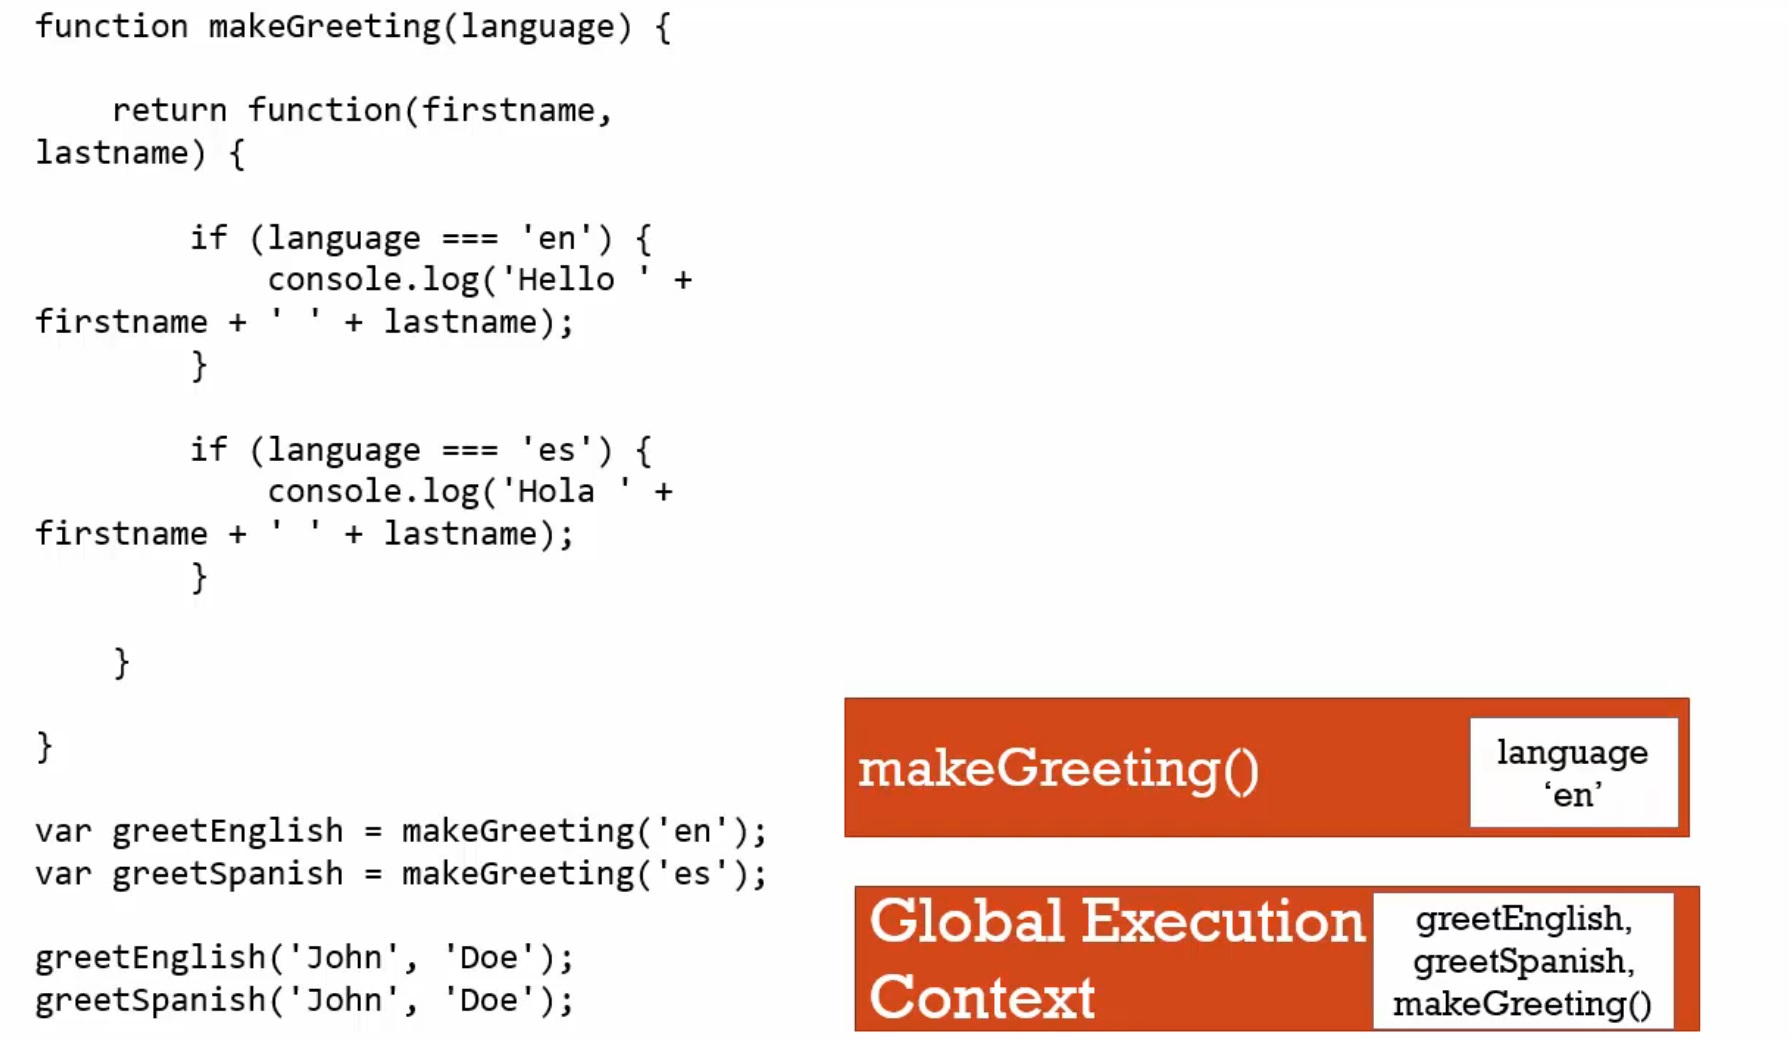 function makeGreeting(language) {
return function(firstname,
lastname) {
if (language === 'en') {
console.log('Hello ' +
firstname + ' ' + lastname);
}
if (language === 'es') {
console.log('Hola ' +
firstname + ' ' + lastname);
}
}
}
var greetEnglish = makeGreeting('en');
var greetSpanish = makeGreeting('es');
greetEnglish('John', 'Doe');
greetSpanish('John', 'Doe');
makeGreeting()
language
‘en’
Global Execution
Context
greetEnglish,
greetSpanish,
makeGreeting()